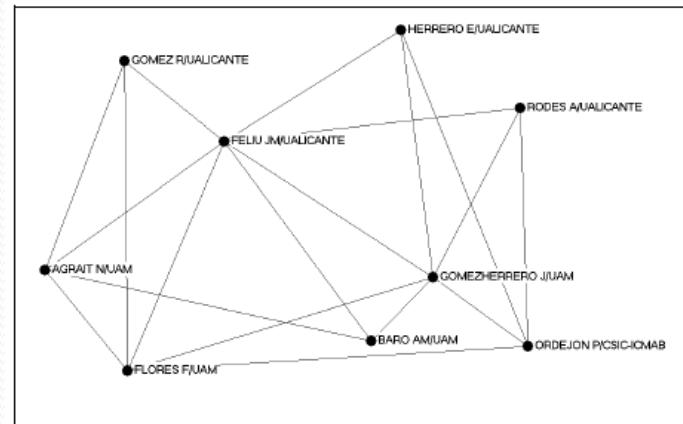 HERRERO E/UALICANTE
GOMEZ R/UALICANTE
RODES A/UALICANTE
FELIU JM/UALICANTE
AGRAIT N/UAM
GOMEZHERRERO J/UAM
BARO AM/UAM
ORDEJON P/CSIC-ICMAB
FLORES F/UAM